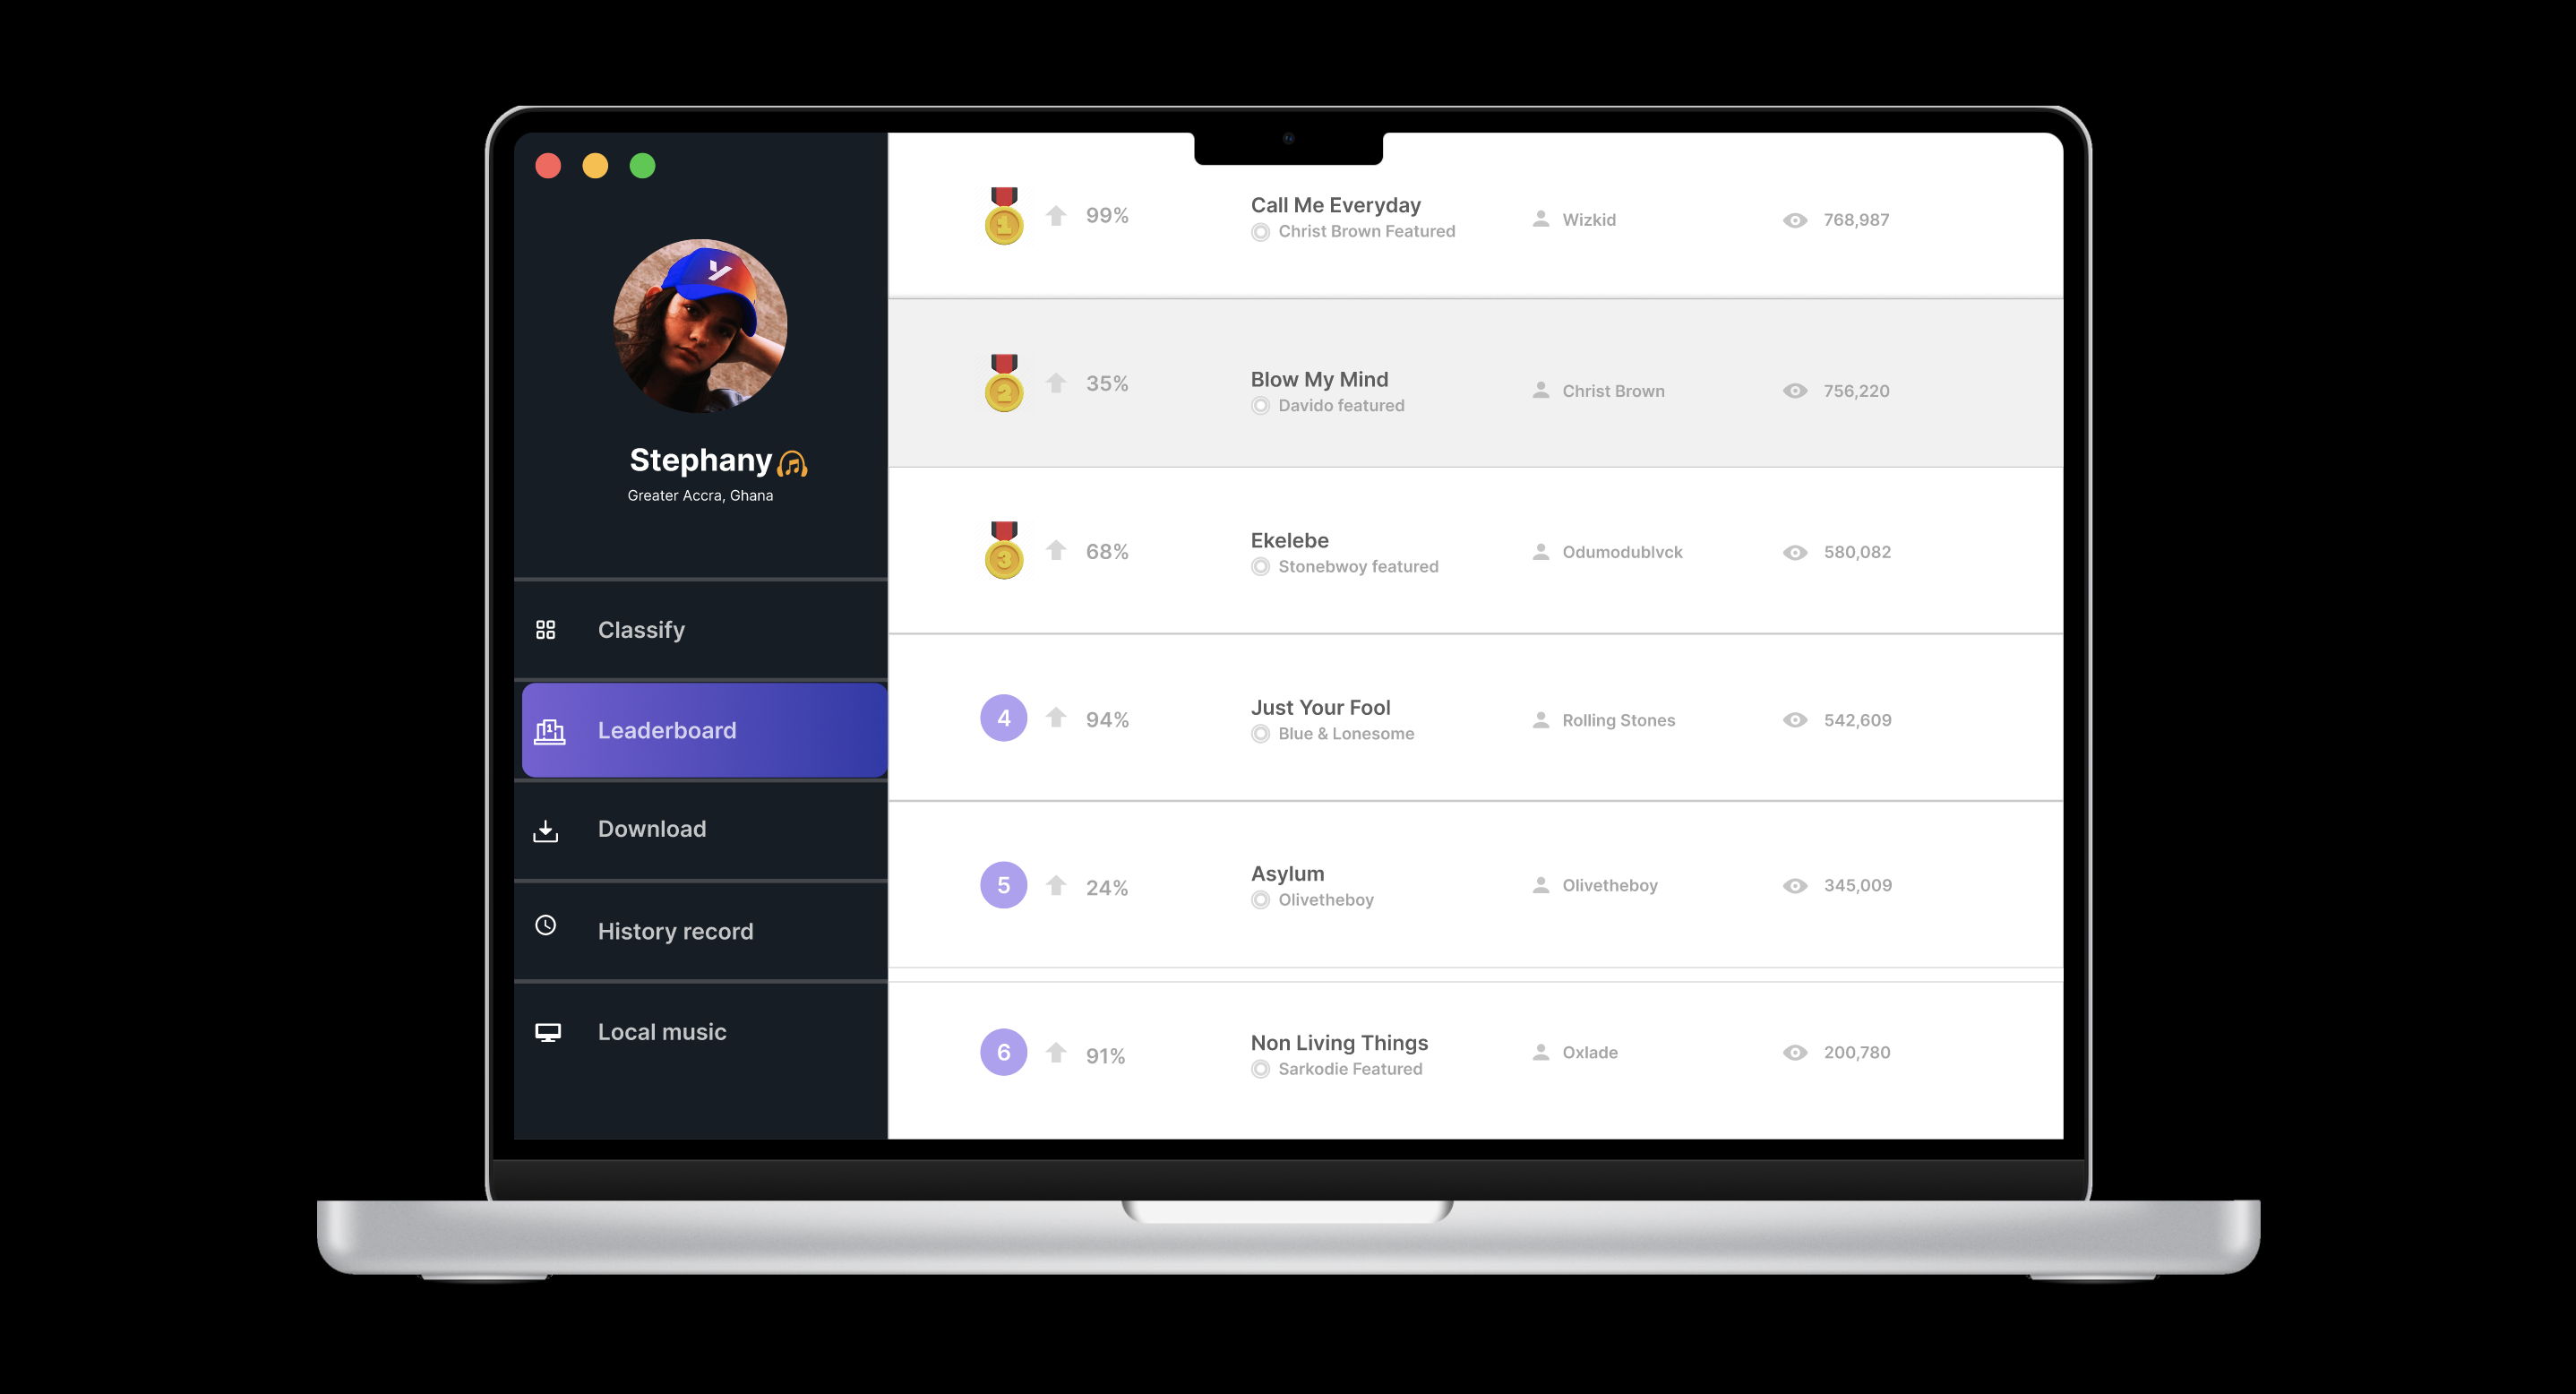 Stephany
Greater Accra, Ghana
Classify
Leaderboard
Download
History record
Local music
1 99% Call Me Everyday Wizkid 768,987
Christ Brown Featured
2 35% Blow My Mind Christ Brown 756,220
Davido featured
3 68% Ekelebe Odumodublvck 580,082
Stonebwoy featured
4 94% Just Your Fool Rolling Stones 542,609
Blue & Lonesome
5 24% Asylum Olivetheboy 345,009
Olivetheboy
6 91% Non Living Things Oxlade 200,780
Sarkodie Featured